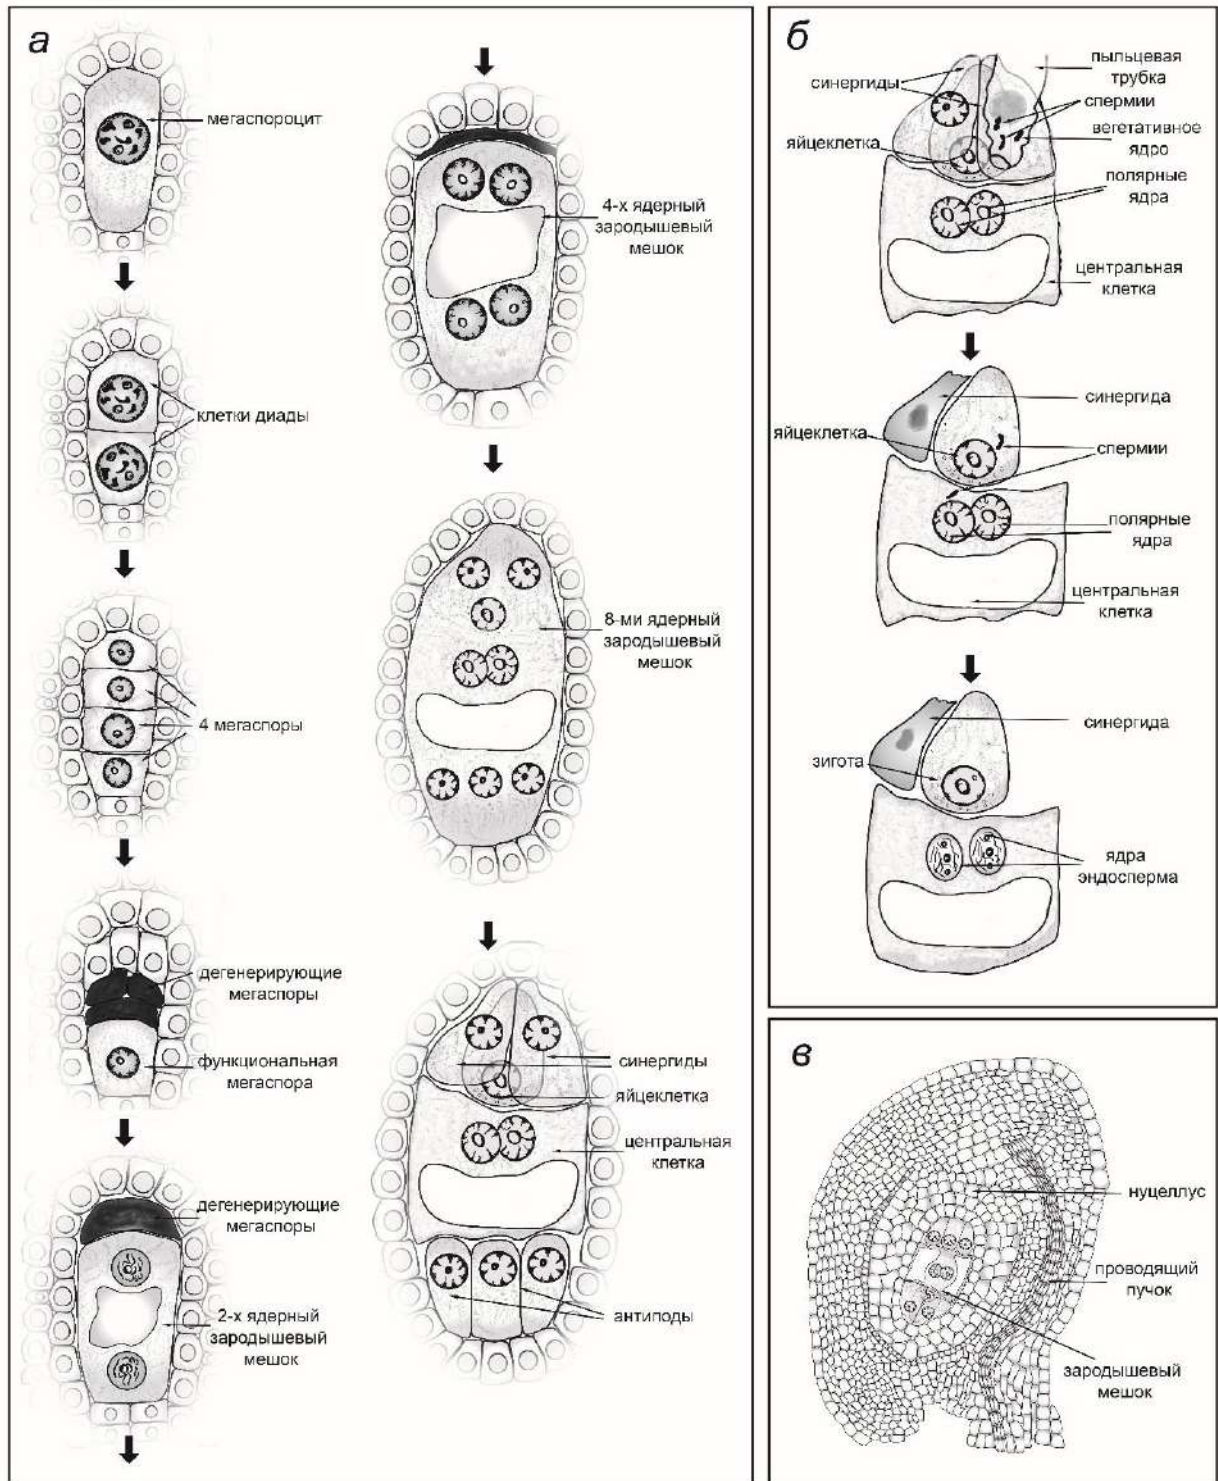 а
мегаспороцит
клетки диады
4 мегаспоры
дегенерирующие
мегаспоры
функциональная
мегаспора
дегенерирующие
мегаспоры
2-х ядерный
зародышевый
мешок
4-х ядерный
зародышевый
мешок
8-ми ядерный
зародышевый
мешок
синергиды
яйцеклетка
центральная
клетка
антиподы
б
синергиды
яйцеклетка
пыльцевая
трубка
спермии
вегетативное
ядро
полярные
ядра
центральная
клетка
синергида
яйцеклетка
спермии
полярные
ядра
центральная
клетка
синергида
зигота
ядра
эндосперма
в
нуцеллус
проводящий
пучок
зародышевый
мешок